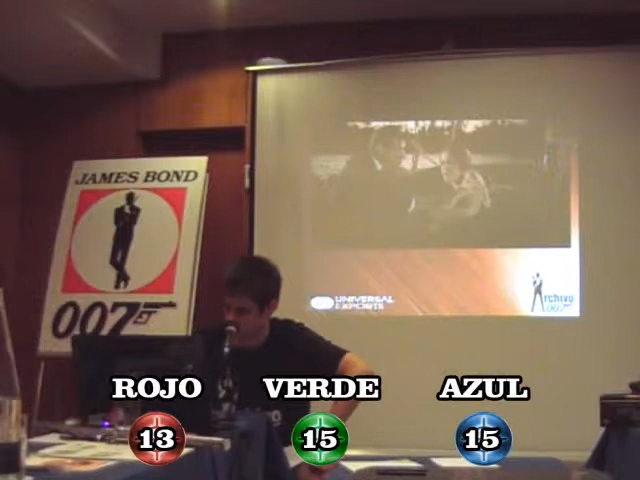 JAMES BOND
007
UNIVERSAL
EXPORTS
Archivo
007
ROJO VERDE AZUL
13 15 15